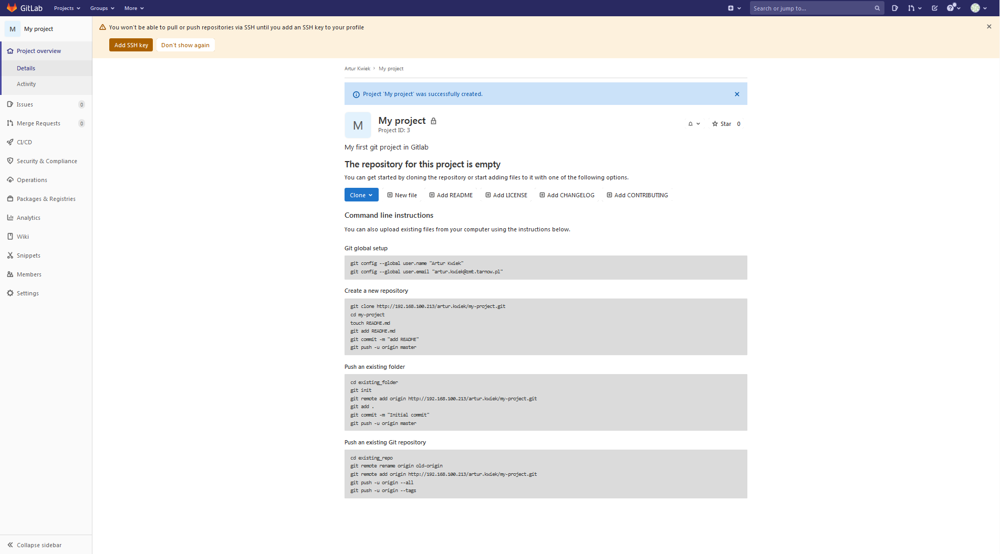 GitLab
Projects
Groups
More
Search or jump to...
M
My project
Project overview
Details
Activity
Issues 0
Merge Requests 0
CI/CD
Security & Compliance
Operations
Packages & Registries
Analytics
Wiki
Snippets
Members
Settings
Collapse sidebar
You won't be able to pull or push repositories via SSH until you add an SSH key to your profile
Add SSH key
Don't show again
Artur Kwiek > My project
Project 'My project' was successfully created.
M
My project
Project ID: 3
Star 0
My first git project in Gitlab
The repository for this project is empty
You can get started by cloning the repository or start adding files to it with one of the following options.
Clone
New file
Add README
Add LICENSE
Add CHANGELOG
Add CONTRIBUTING
Command line instructions
You can also upload existing files from your computer using the instructions below.
Git global setup
git config --global user.name "Artur Kwiek"
git config --global user.email "artur.kwiek@zmt.tarnow.pl"
Create a new repository
git clone http://192.168.100.213/artur.kwiek/my-project.git
cd my-project
touch README.md
git add README.md
git commit -m "add README"
git push -u origin master
Push an existing folder
cd existing_folder
git init
git remote add origin http://192.168.100.213/artur.kwiek/my-project.git
git add .
git commit -m "Initial commit"
git push -u origin master
Push an existing Git repository
cd existing_repo
git remote rename origin old-origin
git remote add origin http://192.168.100.213/artur.kwiek/my-project.git
git push -u origin --all
git push -u origin --tags